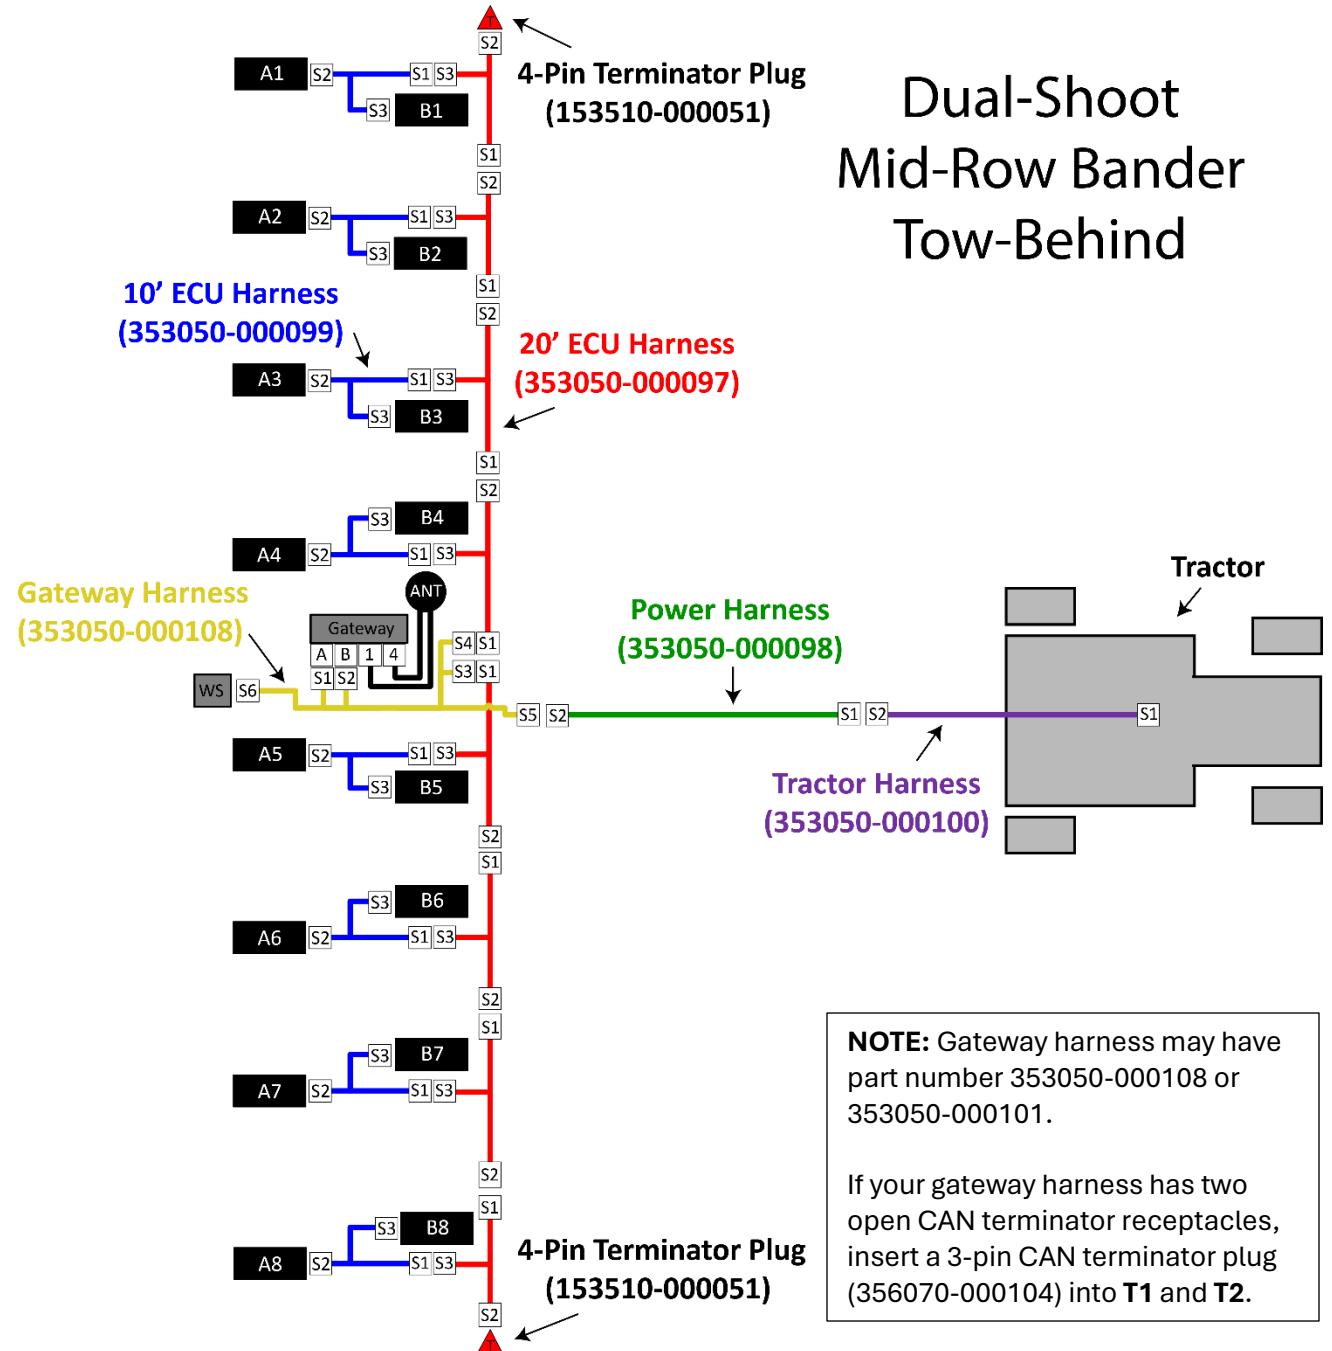 T
S2
4-Pin Terminator Plug
(153510-000051)
Dual-Shoot
Mid-Row Bander
Tow-Behind
A1 S2 S1 S3
S3 B1
S1
S2
A2 S2 S1 S3
S3 B2
S1
S2
10’ ECU Harness
(353050-000099)
20’ ECU Harness
(353050-000097)
A3 S2 S1 S3
S3 B3
S1
S2
S3 B4
A4 S2 S1 S3
Gateway Harness
(353050-000108)
ANT
Gateway
A B 1 4
S1 S2
S4 S1
S3 S1
WS S6
Power Harness
(353050-000098)
Tractor
S5 S2 S1 S2 S1
Tractor Harness
(353050-000100)
A5 S2 S1 S3
S3 B5
S2
S1
S3 B6
A6 S2 S1 S3
S2
S1
S3 B7
A7 S2 S1 S3
S2
S1
S3 B8
A8 S2 S1 S3
4-Pin Terminator Plug
(153510-000051)
S2
T
NOTE: Gateway harness may have
part number 353050-000108 or
353050-000101.
If your gateway harness has two
open CAN terminator receptacles,
insert a 3-pin CAN terminator plug
(356070-000104) into T1 and T2.